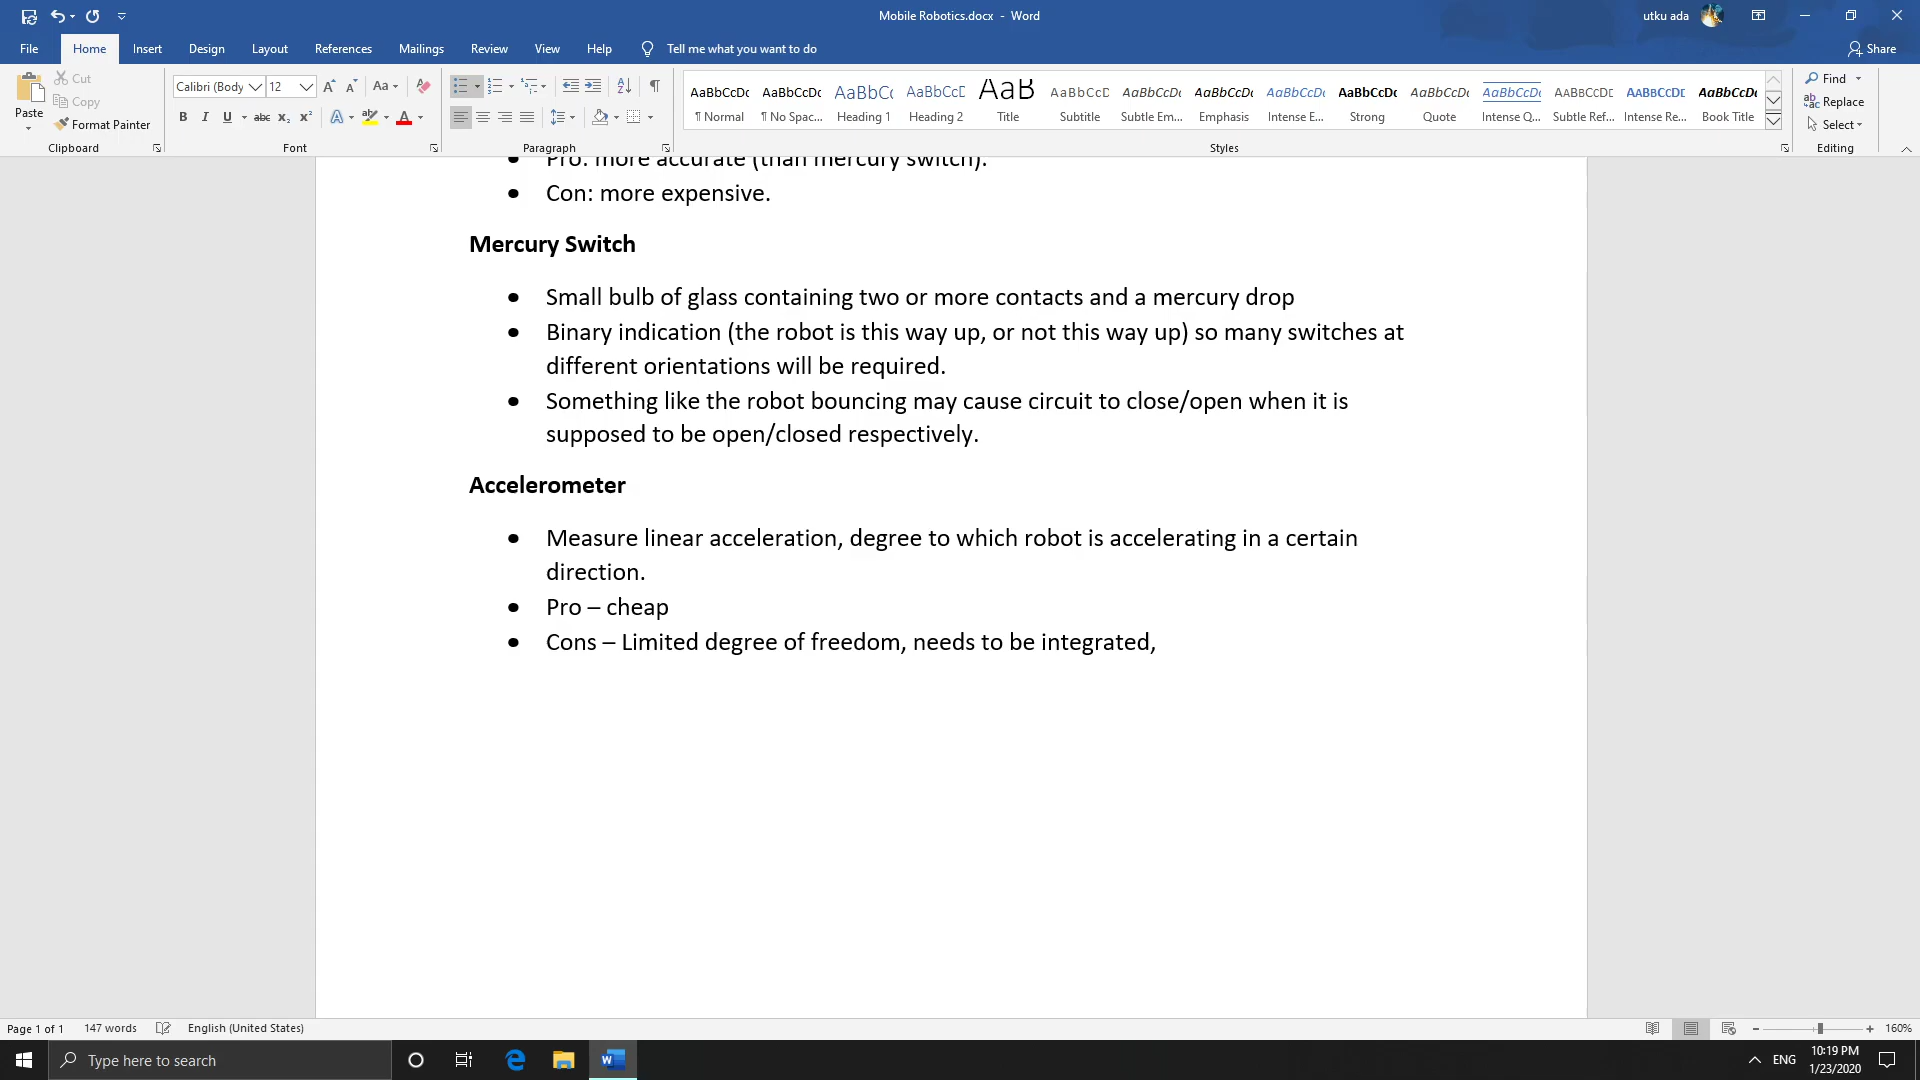 Mobile Robotics.docx - Word
utku ada
File Home Insert Design Layout References Mailings Review View Help Tell me what you want to do Share
Paste
Cut
Copy
Format Painter
Clipboard
Calibri (Body 12
Font
Paragraph
AaBbCcDc AaBbCcDc AaBbCc AaBbCcD AaB AaBbCcD AaBbCcDc AaBbCcDc AaBbCcDc AaBbCcDc AaBbCcDc AaBbCcDc AaBbCcDd AaBbCcDd AaBbCcDc
¶ Normal ¶ No Spac... Heading 1 Heading 2 Title Subtitle Subtle Em... Emphasis Intense E... Strong Quote Intense Q... Subtle Ref... Intense Re... Book Title
Styles
Find
Replace
Select
Editing
• Pro: more accurate (than mercury switch).
• Con: more expensive.
Mercury Switch
• Small bulb of glass containing two or more contacts and a mercury drop
• Binary indication (the robot is this way up, or not this way up) so many switches at
different orientations will be required.
• Something like the robot bouncing may cause circuit to close/open when it is
supposed to be open/closed respectively.
Accelerometer
• Measure linear acceleration, degree to which robot is accelerating in a certain
direction.
• Pro – cheap
• Cons – Limited degree of freedom, needs to be integrated,
Page 1 of 1 147 words English (United States) 160%
Type here to search
ENG
10:19 PM
1/23/2020